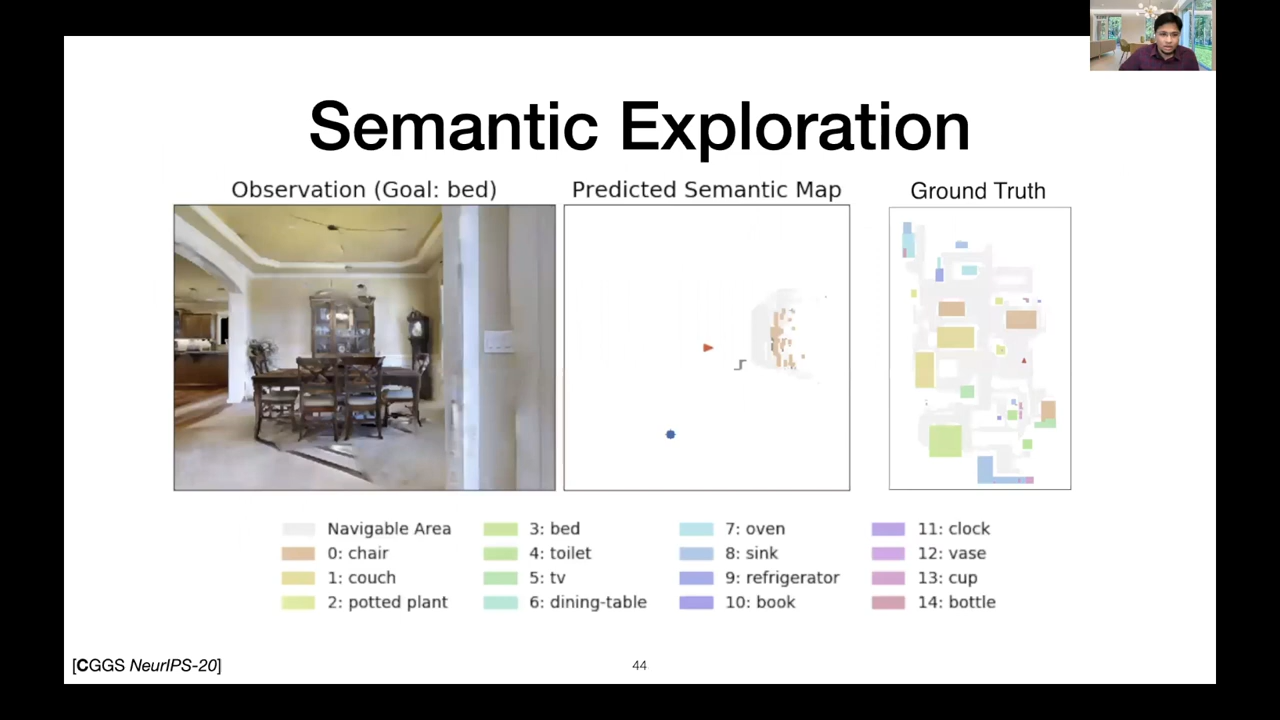 Semantic Exploration
Observation (Goal: bed)
Predicted Semantic Map
Ground Truth
Navigable Area
0: chair
1: couch
2: potted plant
3: bed
4: toilet
5: tv
6: dining-table
7: oven
8: sink
9: refrigerator
10: book
11: clock
12: vase
13: cup
14: bottle
[CGGS NeurIPS-20]
44